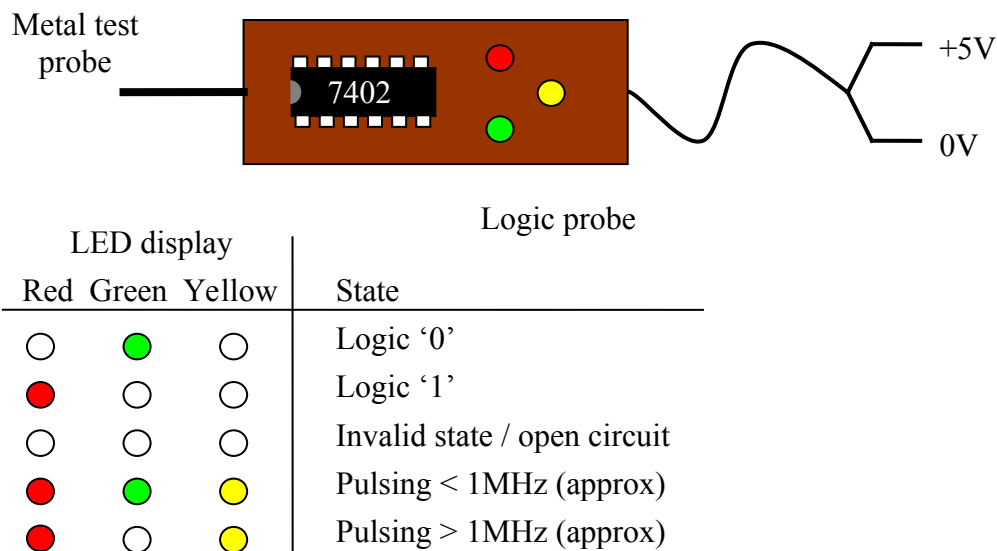 Metal test
probe
7402
+5V
0V
Logic probe
LED display
Red Green Yellow State
Logic ‘0’
Logic ‘1’
Invalid state / open circuit
Pulsing < 1MHz (approx)
Pulsing > 1MHz (approx)